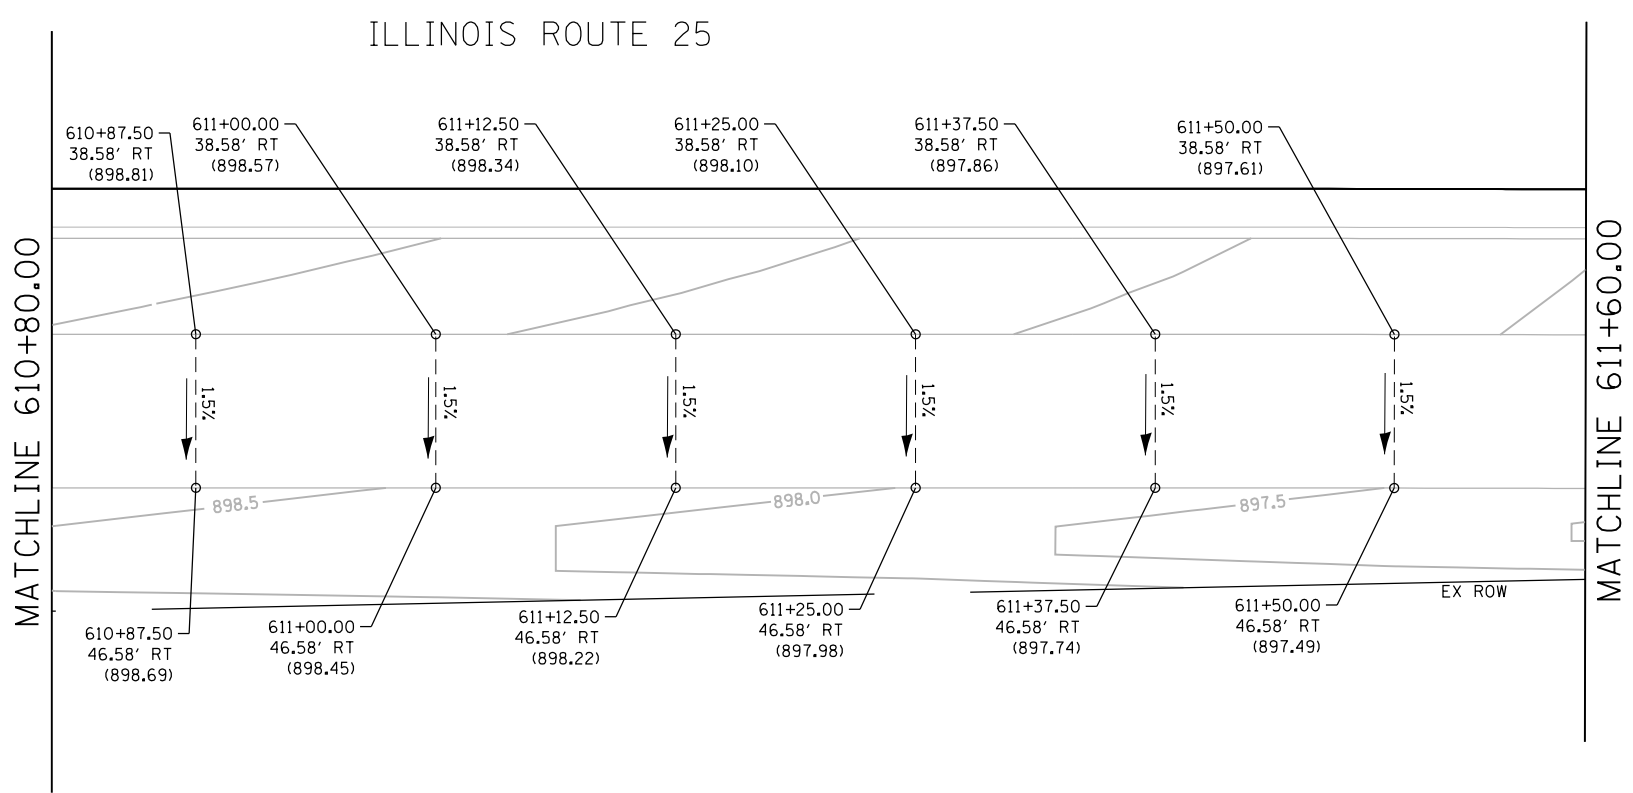 ILLINOIS ROUTE 25
610+87.50
38.58' RT
(898.81)
611+00.00
38.58' RT
(898.57)
611+12.50
38.58' RT
(898.34)
611+25.00
38.58' RT
(898.10)
611+37.50
38.58' RT
(897.86)
611+50.00
38.58' RT
(897.61)
MATCHLINE 610+80.00
1.5%
1.5%
1.5%
1.5%
1.5%
1.5%
MATCHLINE 611+60.00
898.5
898.0
897.5
EX ROW
610+87.50
46.58' RT
(898.69)
611+00.00
46.58' RT
(898.45)
611+12.50
46.58' RT
(898.22)
611+25.00
46.58' RT
(897.98)
611+37.50
46.58' RT
(897.74)
611+50.00
46.58' RT
(897.49)